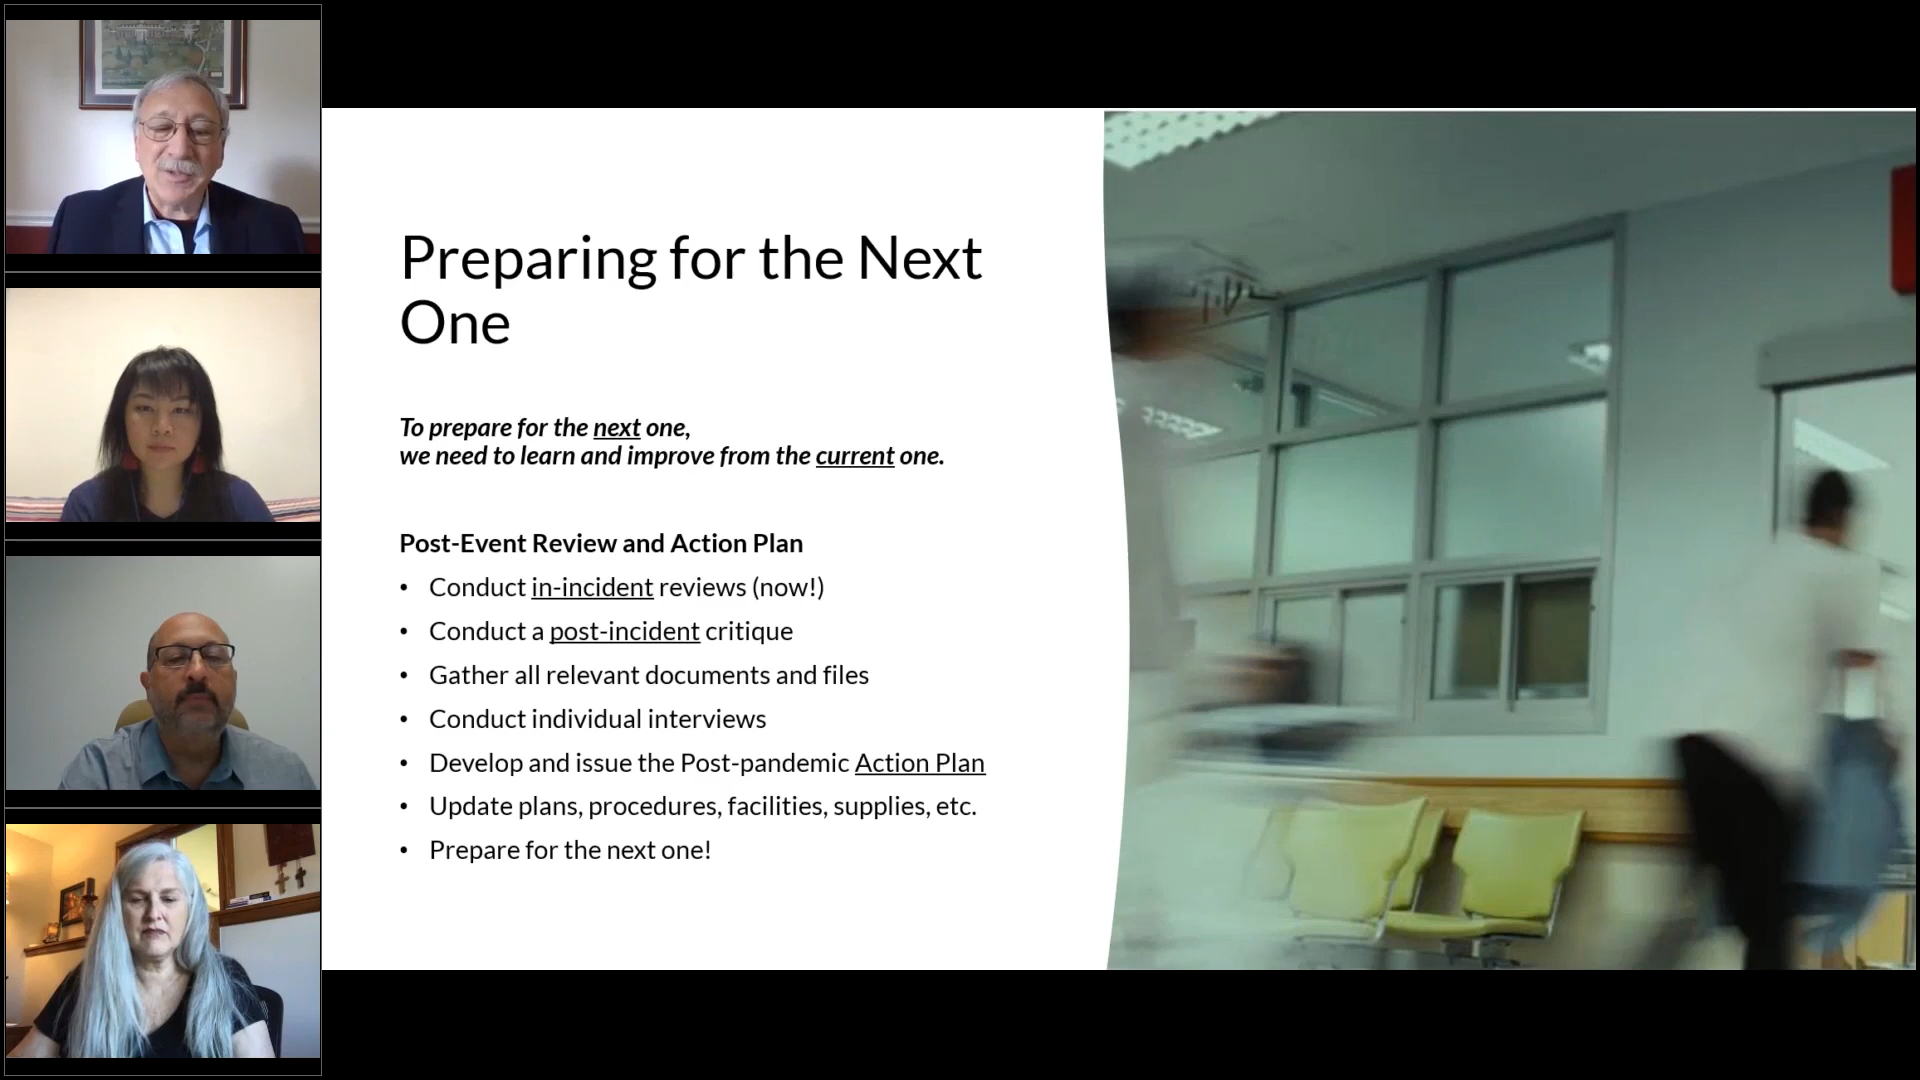 Preparing for the Next
One
To prepare for the next one,
we need to learn and improve from the current one.
Post-Event Review and Action Plan
• Conduct in-incident reviews (now!)
• Conduct a post-incident critique
• Gather all relevant documents and files
• Conduct individual interviews
• Develop and issue the Post-pandemic Action Plan
• Update plans, procedures, facilities, supplies, etc.
• Prepare for the next one!